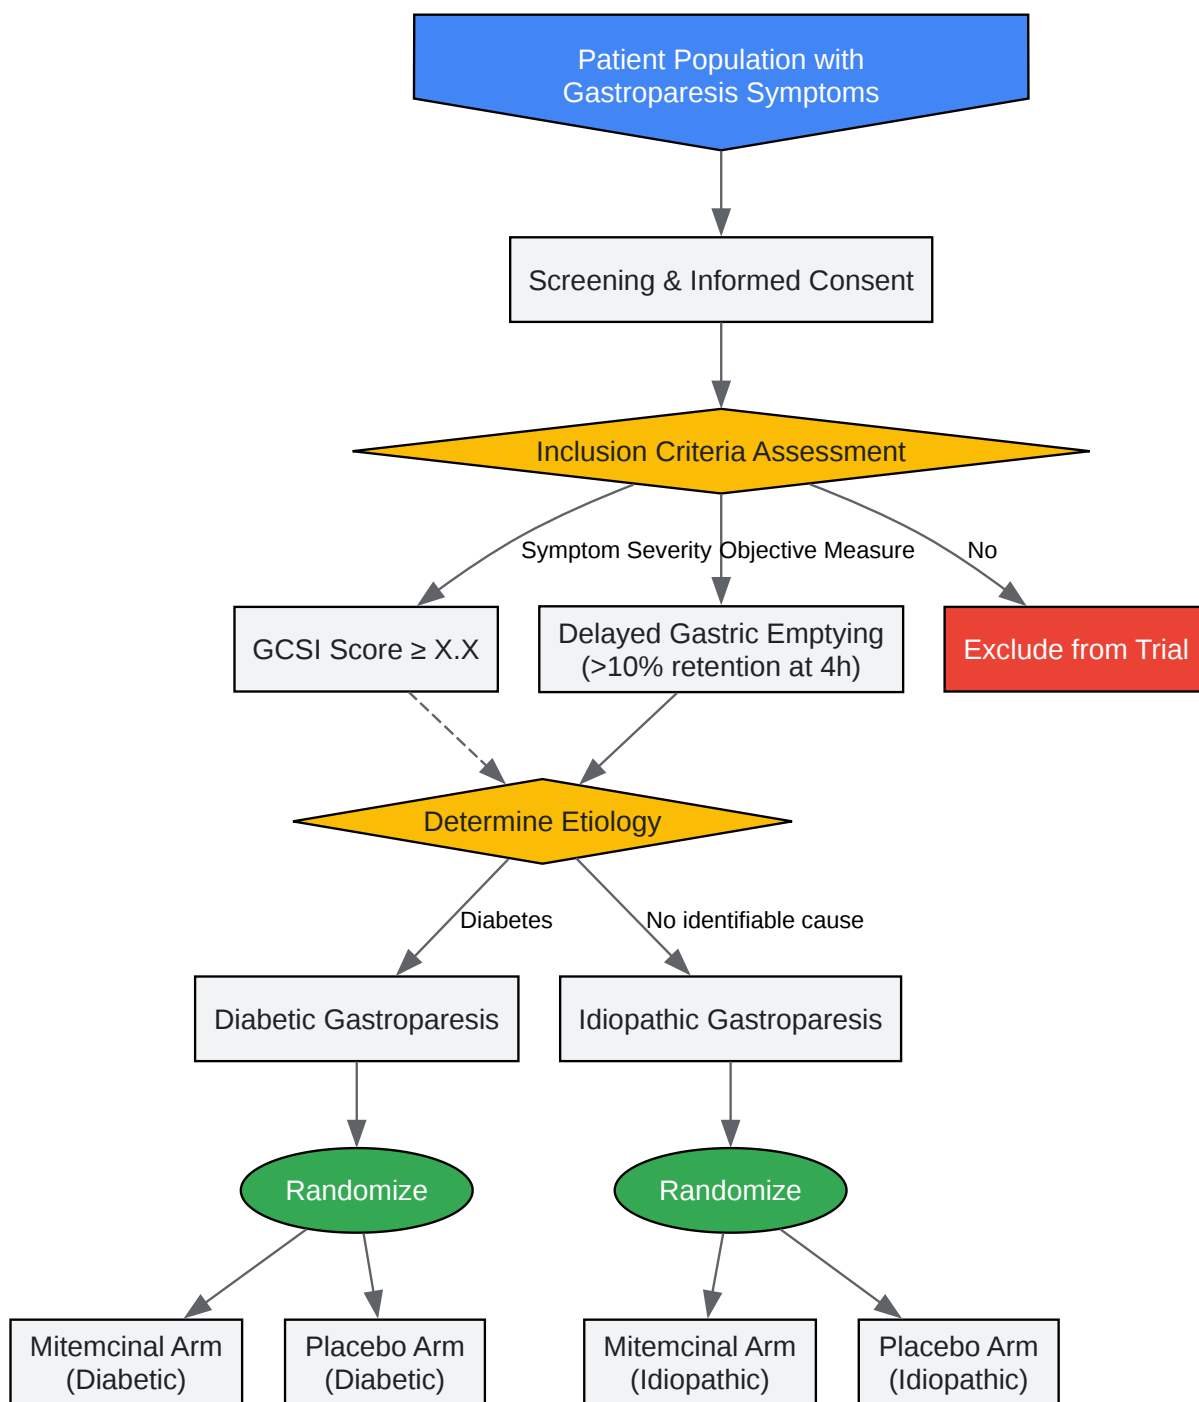 Patient Population with
Gastroparesis Symptoms
Screening & Informed Consent
Inclusion Criteria Assessment
Symptom Severity
Objective Measure
No
GCSI Score ≥ X.X
Delayed Gastric Emptying
(>10% retention at 4h)
Exclude from Trial
Determine Etiology
Diabetes
No identifiable cause
Diabetic Gastroparesis
Idiopathic Gastroparesis
Randomize
Randomize
Mitemcinal Arm
(Diabetic)
Placebo Arm
(Diabetic)
Mitemcinal Arm
(Idiopathic)
Placebo Arm
(Idiopathic)